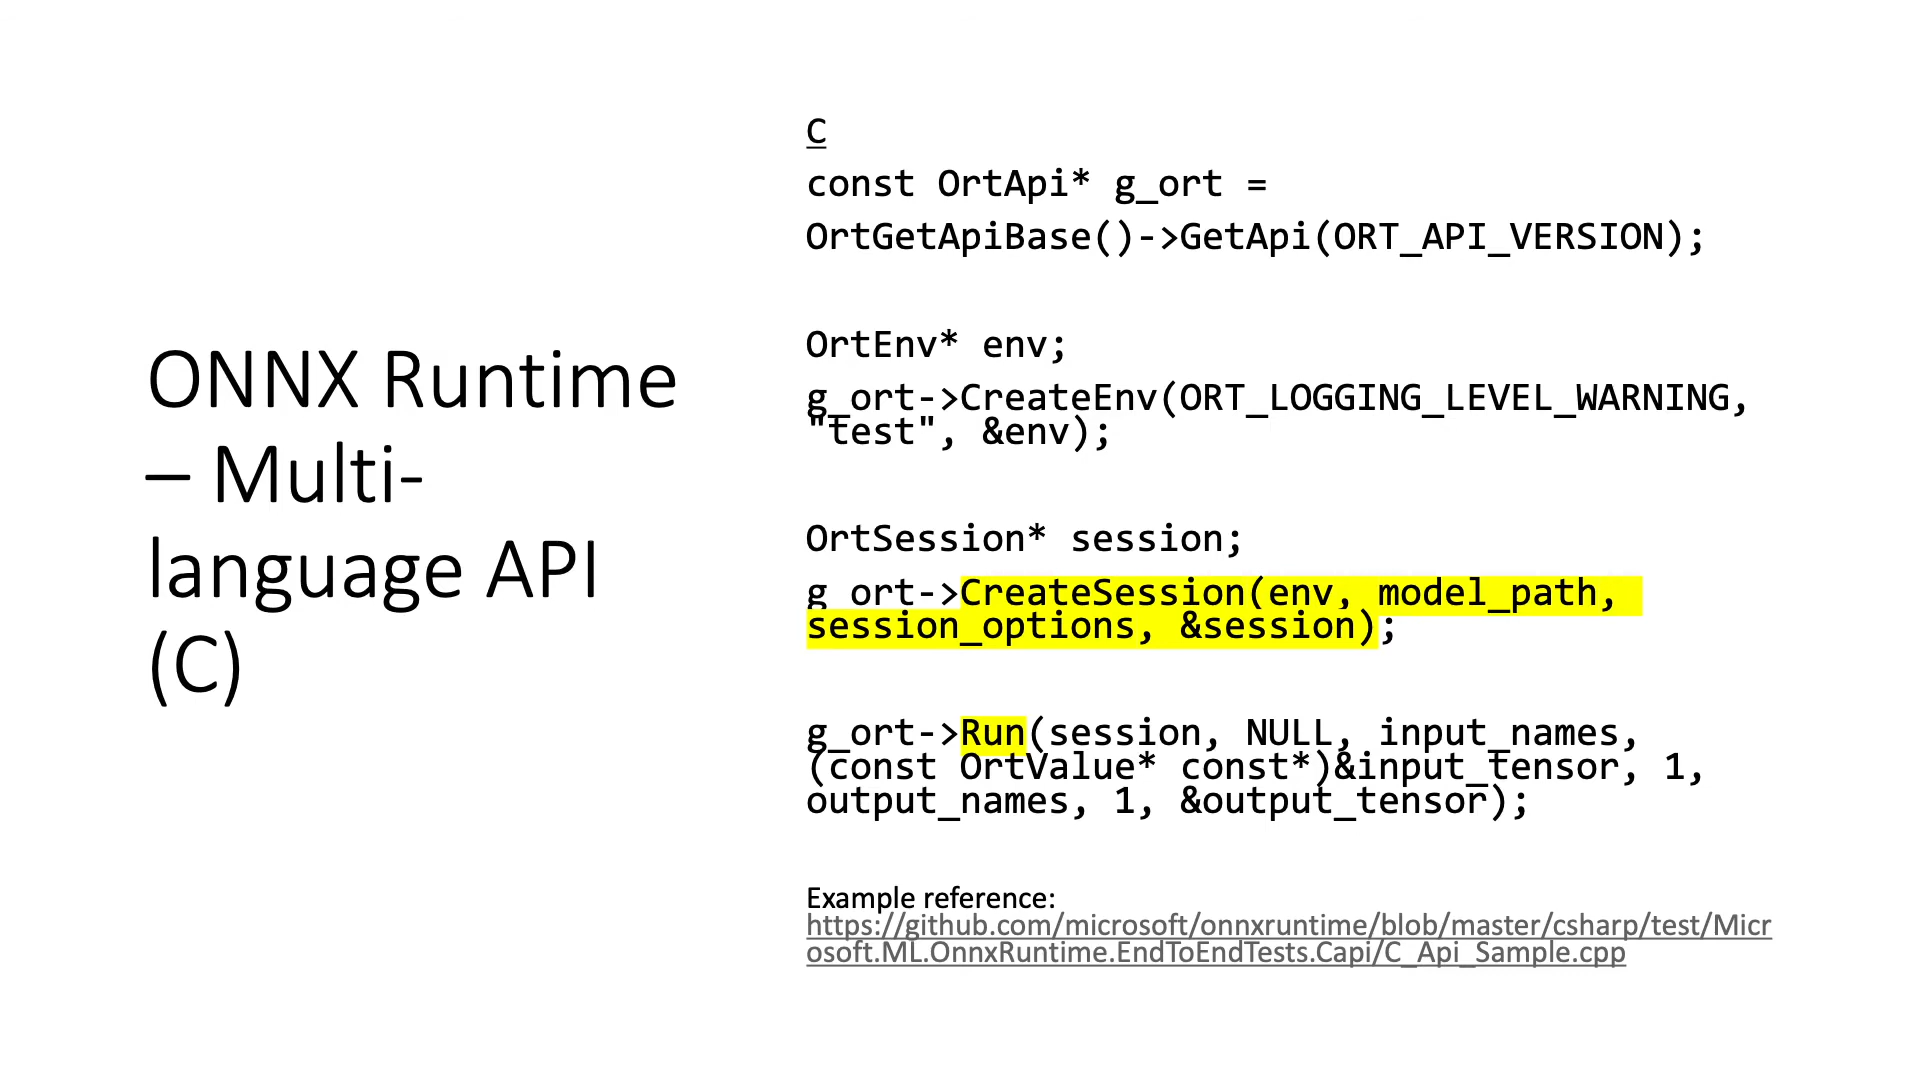 ONNX Runtime
– Multi-
language API
(C)
C
const OrtApi* g_ort =
OrtGetApiBase()->GetApi(ORT_API_VERSION);
OrtEnv* env;
g_ort->CreateEnv(ORT_LOGGING_LEVEL_WARNING,
"test", &env);
OrtSession* session;
g_ort->CreateSession(env, model_path,
session_options, &session);
g_ort->Run(session, NULL, input_names,
(const OrtValue* const*)&input_tensor, 1,
output_names, 1, &output_tensor);
Example reference:
https://github.com/microsoft/onnxruntime/blob/master/csharp/test/Micr
osoft.ML.OnnxRuntime.EndToEndTests.Capi/C_Api_Sample.cpp